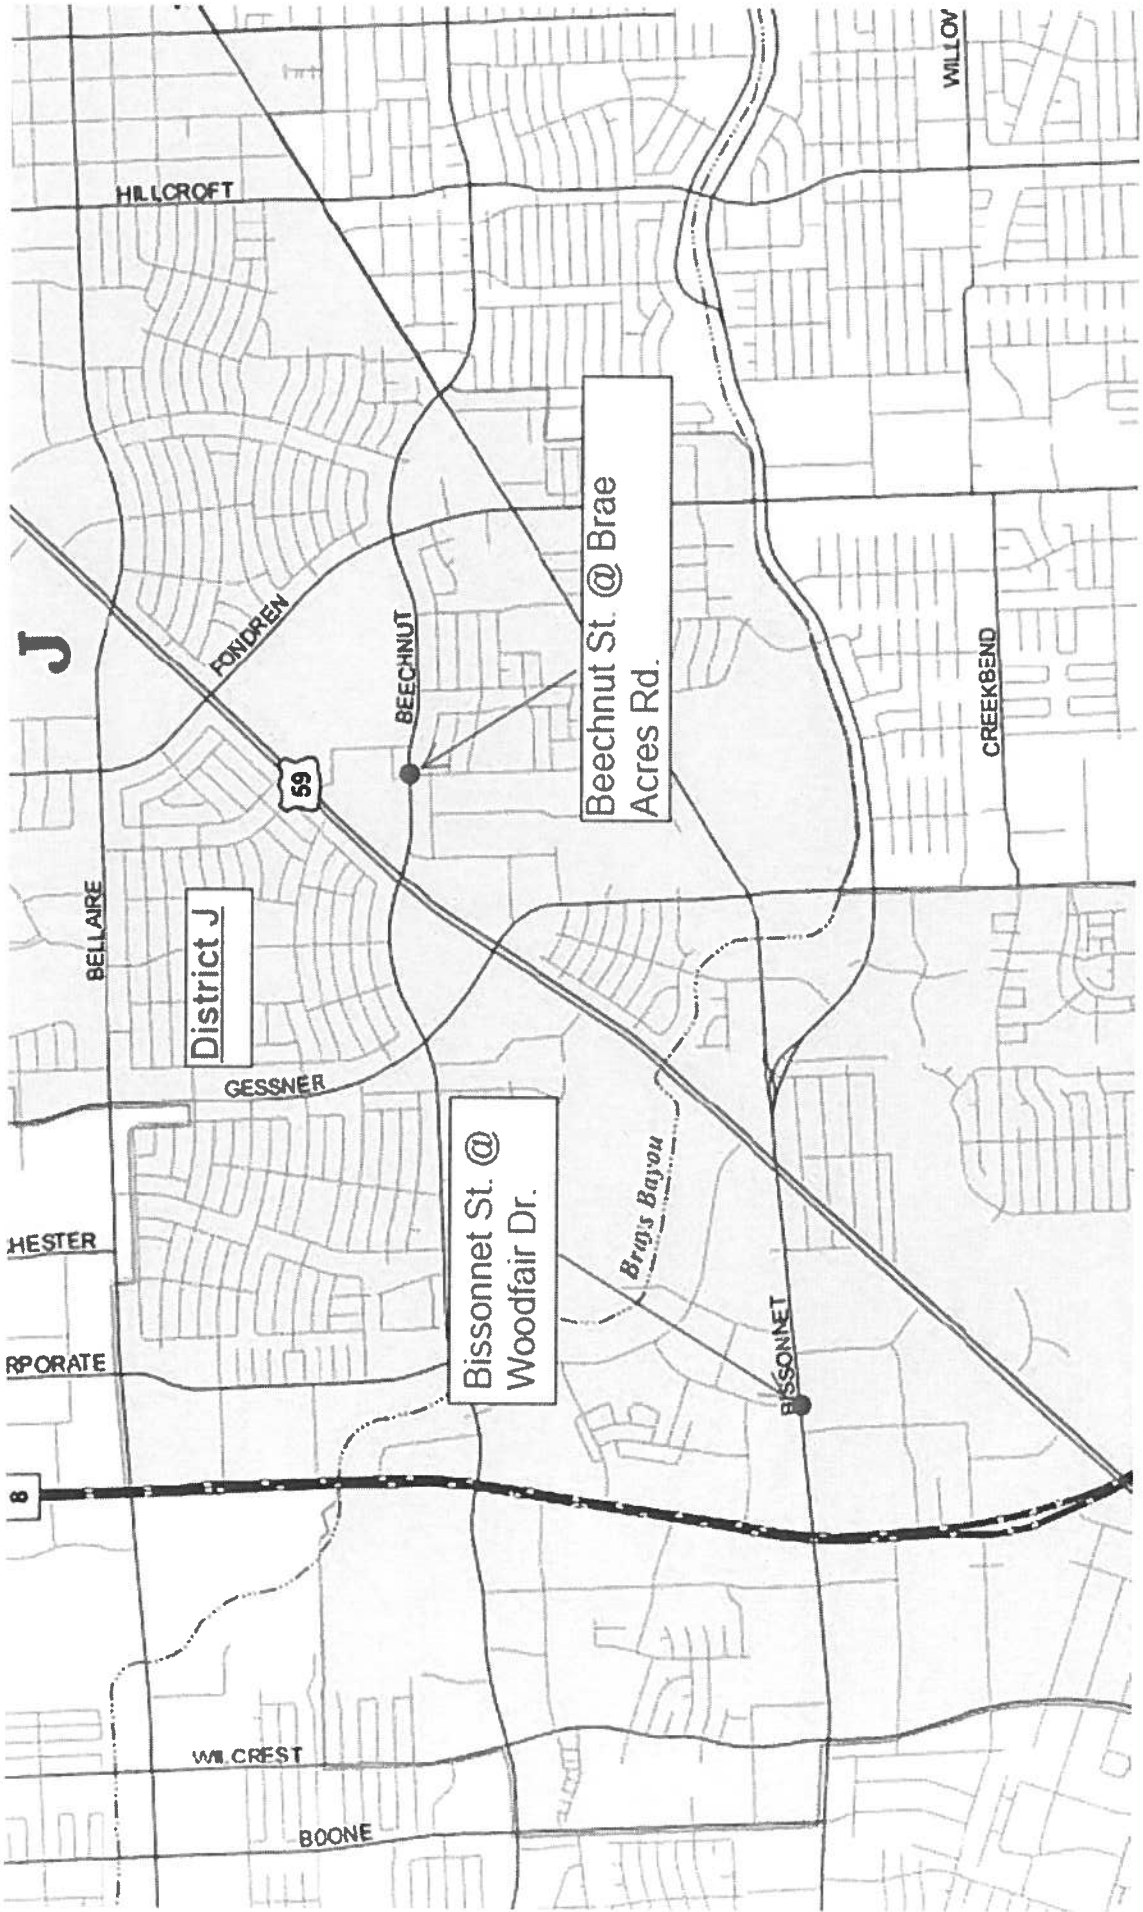 8
J
RPORATE
HESTER
BELLAIRE
HILLCROFT
District J
WILCREST
GESSNER
FONDREN
59
BOONE
BEECHNUT
Bissonnet St. @
Woodfair Dr.
Beechnut St. @ Brae
Acres Rd.
Brays Bayou
BISSONNET
CREEKBEND